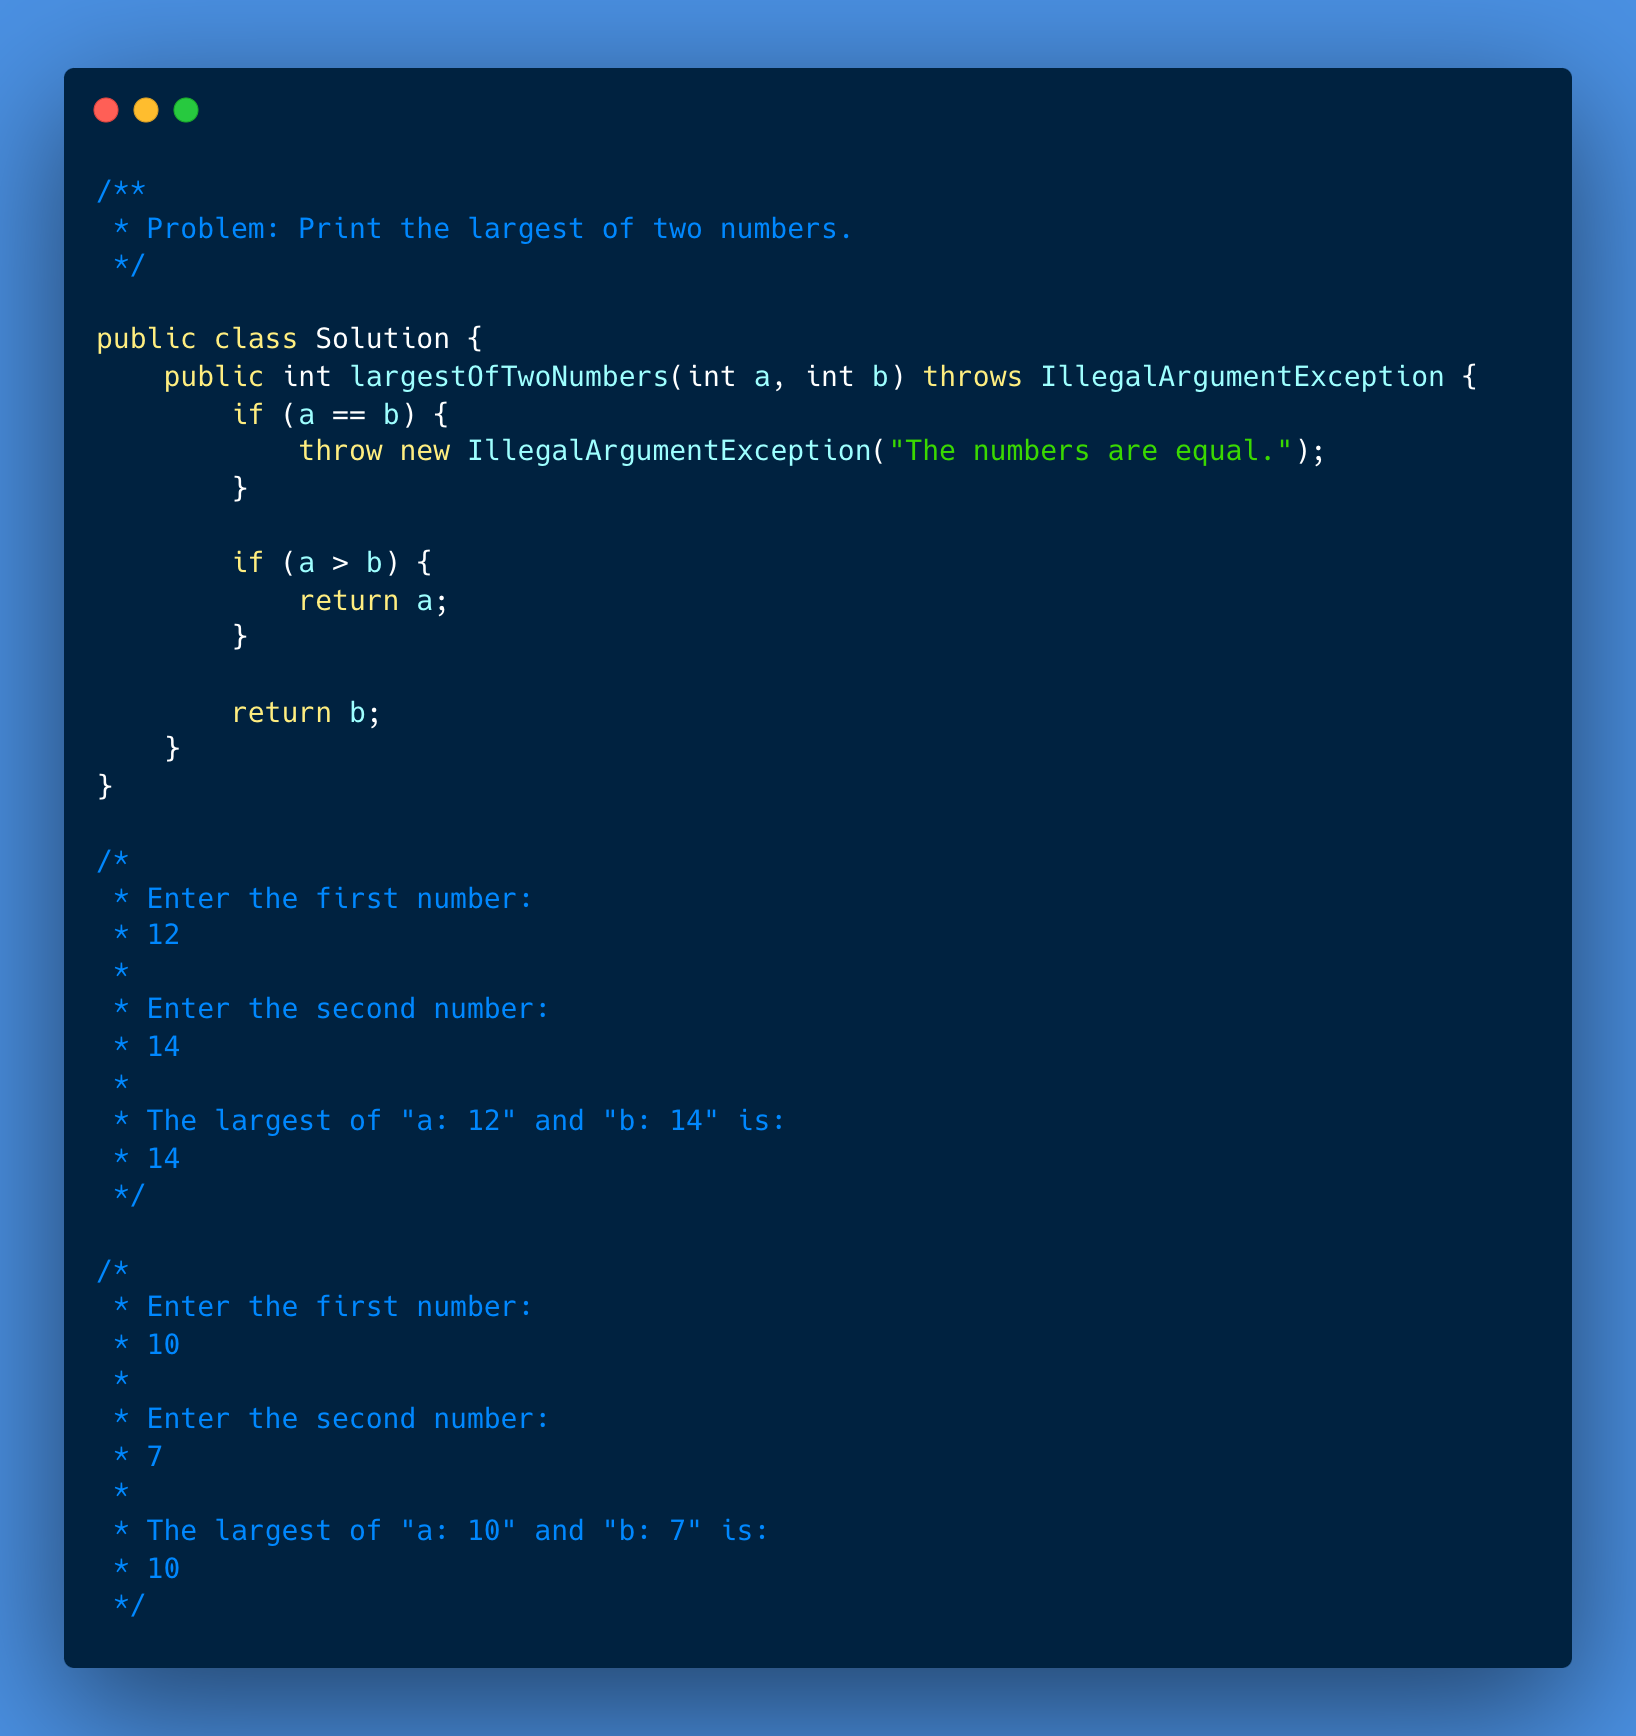 /**
 * Problem: Print the largest of two numbers.
 */

public class Solution {
    public int largestOfTwoNumbers(int a, int b) throws IllegalArgumentException {
        if (a == b) {
            throw new IllegalArgumentException("The numbers are equal.");
        }

        if (a > b) {
            return a;
        }

        return b;
    }
}

/*
 * Enter the first number:
 * 12
 *
 * Enter the second number:
 * 14
 *
 * The largest of "a: 12" and "b: 14" is:
 * 14
 */

/*
 * Enter the first number:
 * 10
 *
 * Enter the second number:
 * 7
 *
 * The largest of "a: 10" and "b: 7" is:
 * 10
 */